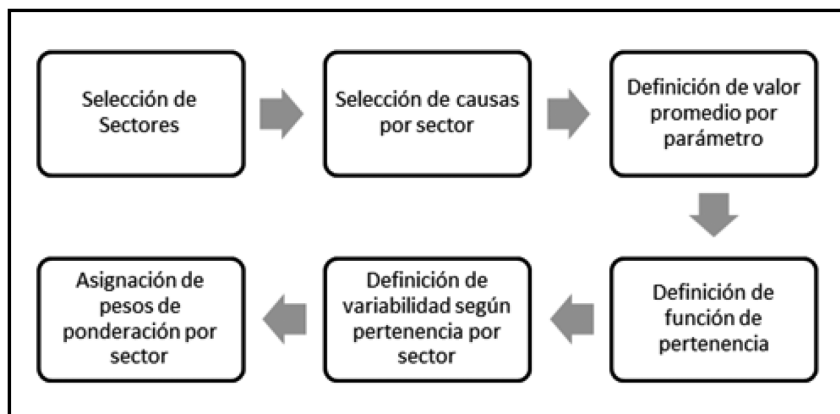 Selección de
Sectores
Selección de causas
por sector
Definición de valor
promedio por
parámetro
Definición de
función de
pertenencia
Definición de
variabilidad según
pertenencia por
sector
Asignación de
pesos de
ponderación por
sector